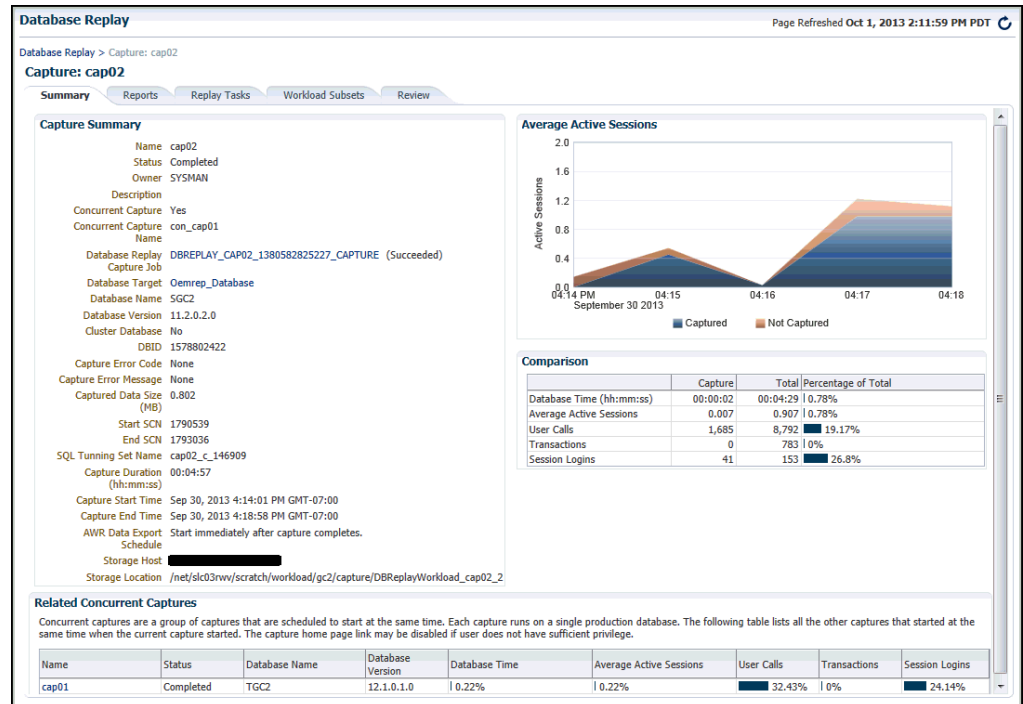 Database Replay
Page Refreshed Oct 1, 2013 2:11:59 PM PDT
Database Replay > Capture: cap02
Capture: cap02
Summary Reports Replay Tasks Workload Subsets Review
Capture Summary
Name cap02
Status Completed
Owner SYSMAN
Description
Concurrent Capture Yes
Concurrent Capture con_cap01
Name
Database Replay DBREPLAY_CAP02_1380582825227_CAPTURE (Succeeded)
Capture Job
Database Target Oemrep_Database
Database Name SGC2
Database Version 11.2.0.2.0
Cluster Database No
DBID 1578802422
Capture Error Code None
Capture Error Message None
Captured Data Size 0.802
(MB)
Start SCN 1790539
End SCN 1793036
SQL Tunning Set Name cap02_c_146909
Capture Duration 00:04:57
(hh:mm:ss)
Capture Start Time Sep 30, 2013 4:14:01 PM GMT-07:00
Capture End Time Sep 30, 2013 4:18:58 PM GMT-07:00
AWR Data Export Start immediately after capture completes.
Schedule
Storage Host
Storage Location /net/slc03rwv/scratch/workload/gc2/capture/DBReplayWorkload_cap02_2
Average Active Sessions
Active Sessions
2.0
1.6
1.2
0.8
0.4
0.0
04:14 PM 04:15 04:16 04:17 04:18
September 30 2013
Captured Not Captured
Comparison
Capture Total Percentage of Total
Database Time (hh:mm:ss) 00:00:02 00:04:29 0.78%
Average Active Sessions 0.007 0.907 0.78%
User Calls 1,685 8,792 19.17%
Transactions 0 783 0%
Session Logins 41 153 26.8%
Related Concurrent Captures
Concurrent captures are a group of captures that are scheduled to start at the same time. Each capture runs on a single production database. The following table lists all the other captures that started at the
same time when the current capture started. The capture home page link may be disabled if user does not have sufficient privilege.
Name Status Database Name Database Version Database Time Average Active Sessions User Calls Transactions Session Logins
cap01 Completed TGC2 12.1.0.1.0 0.22% 0.22% 32.43% 0% 24.14%